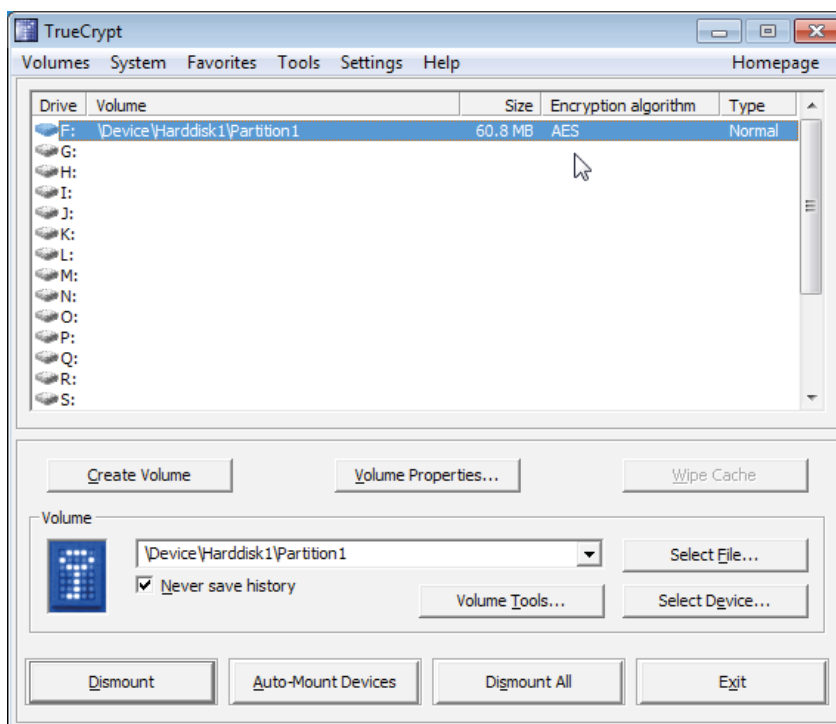 TrueCrypt
Volumes System Favorites Tools Settings Help Homepage
Drive Volume Size Encryption algorithm Type
F: \Device\Harddisk1\Partition1 60.8 MB AES Normal
G:
H:
I:
J:
K:
L:
M:
N:
O:
P:
Q:
R:
S:
Create Volume Volume Properties... Wipe Cache
Volume
\Device\Harddisk1\Partition1 Select File...
Never save history
Volume Tools... Select Device...
Dismount Auto-Mount Devices Dismount All Exit